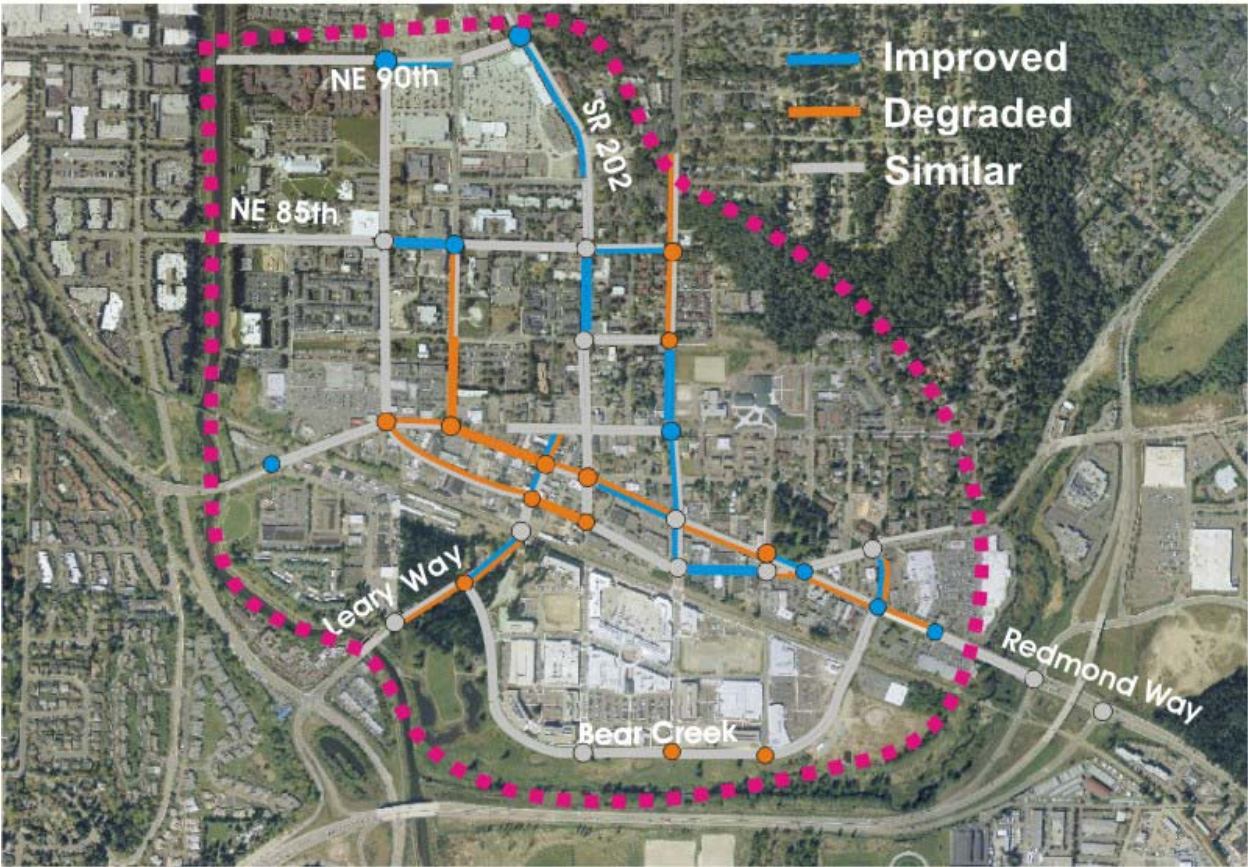 Improved
NE 90th
Degraded
SR 202
Similar
NE 85th
Leary Way
Redmond Way
Bear Creek